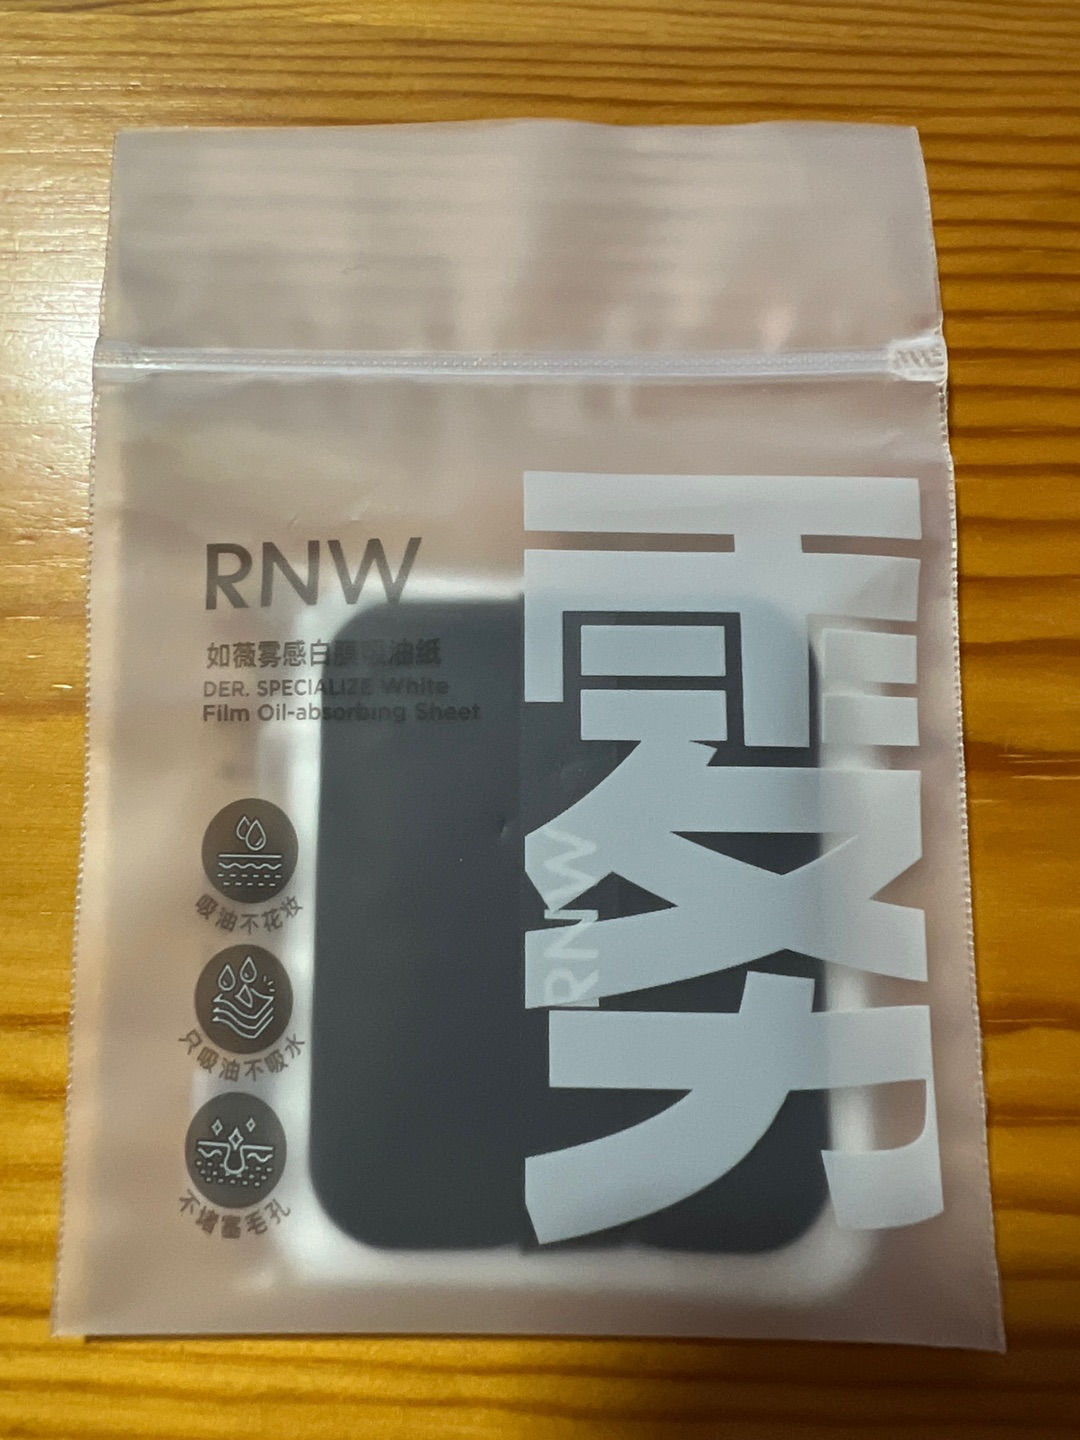 RNW
如薇雾感白膜吸油纸
DER. SPECIALIZE White
Film Oil-absorbing Sheet
吸油不花妆
只吸油不吸水
不堵塞毛孔
RNW